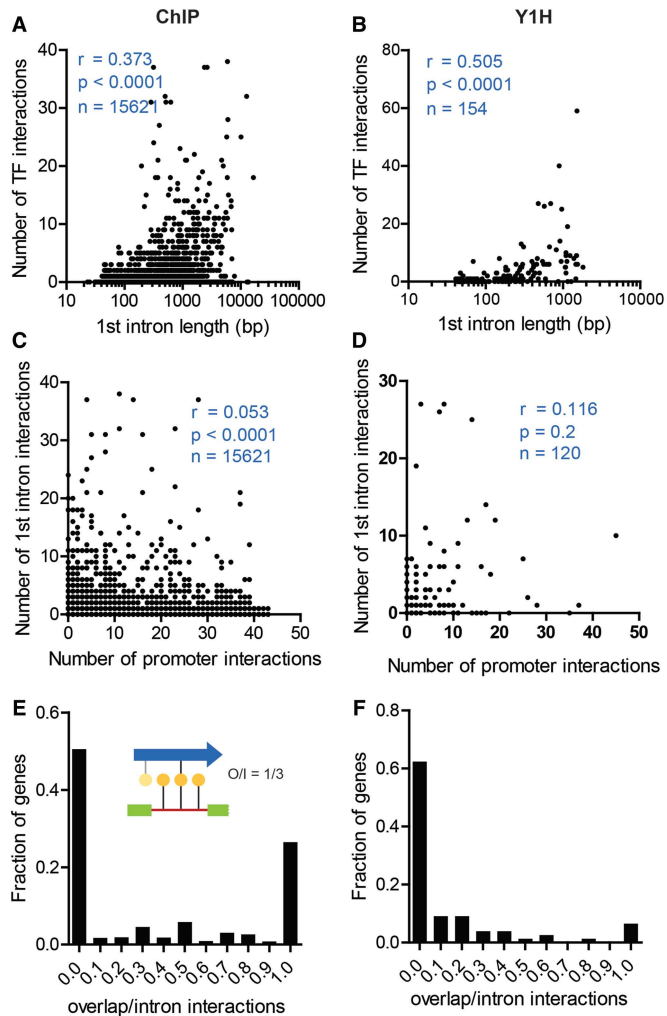 ChIP
Y1H
A
Number of TF interactions
40
30
20
10
0
r = 0.373
p < 0.0001
n = 15621
10
100
1000
10000
100000
1st intron length (bp)
B
Number of TF interactions
80
60
40
20
0
r = 0.505
p < 0.0001
n = 154
10
100
1000
10000
1st intron length (bp)
C
Number of 1st intron interactions
40
30
20
10
0
r = 0.053
p < 0.0001
n = 15621
0
10
20
30
40
50
Number of promoter interactions
D
Number of 1st intron interactions
30
20
10
0
r = 0.116
p = 0.2
n = 120
0
10
20
30
40
50
Number of promoter interactions
E
Fraction of genes
0.6
0.4
0.2
0.0
O/I = 1/3
0.0
0.1
0.2
0.3
0.4
0.5
0.6
0.7
0.8
0.9
1.0
overlap/intron interactions
F
Fraction of genes
0.8
0.6
0.4
0.2
0.0
0.0
0.1
0.2
0.3
0.4
0.5
0.6
0.7
0.8
0.9
1.0
overlap/intron interactions